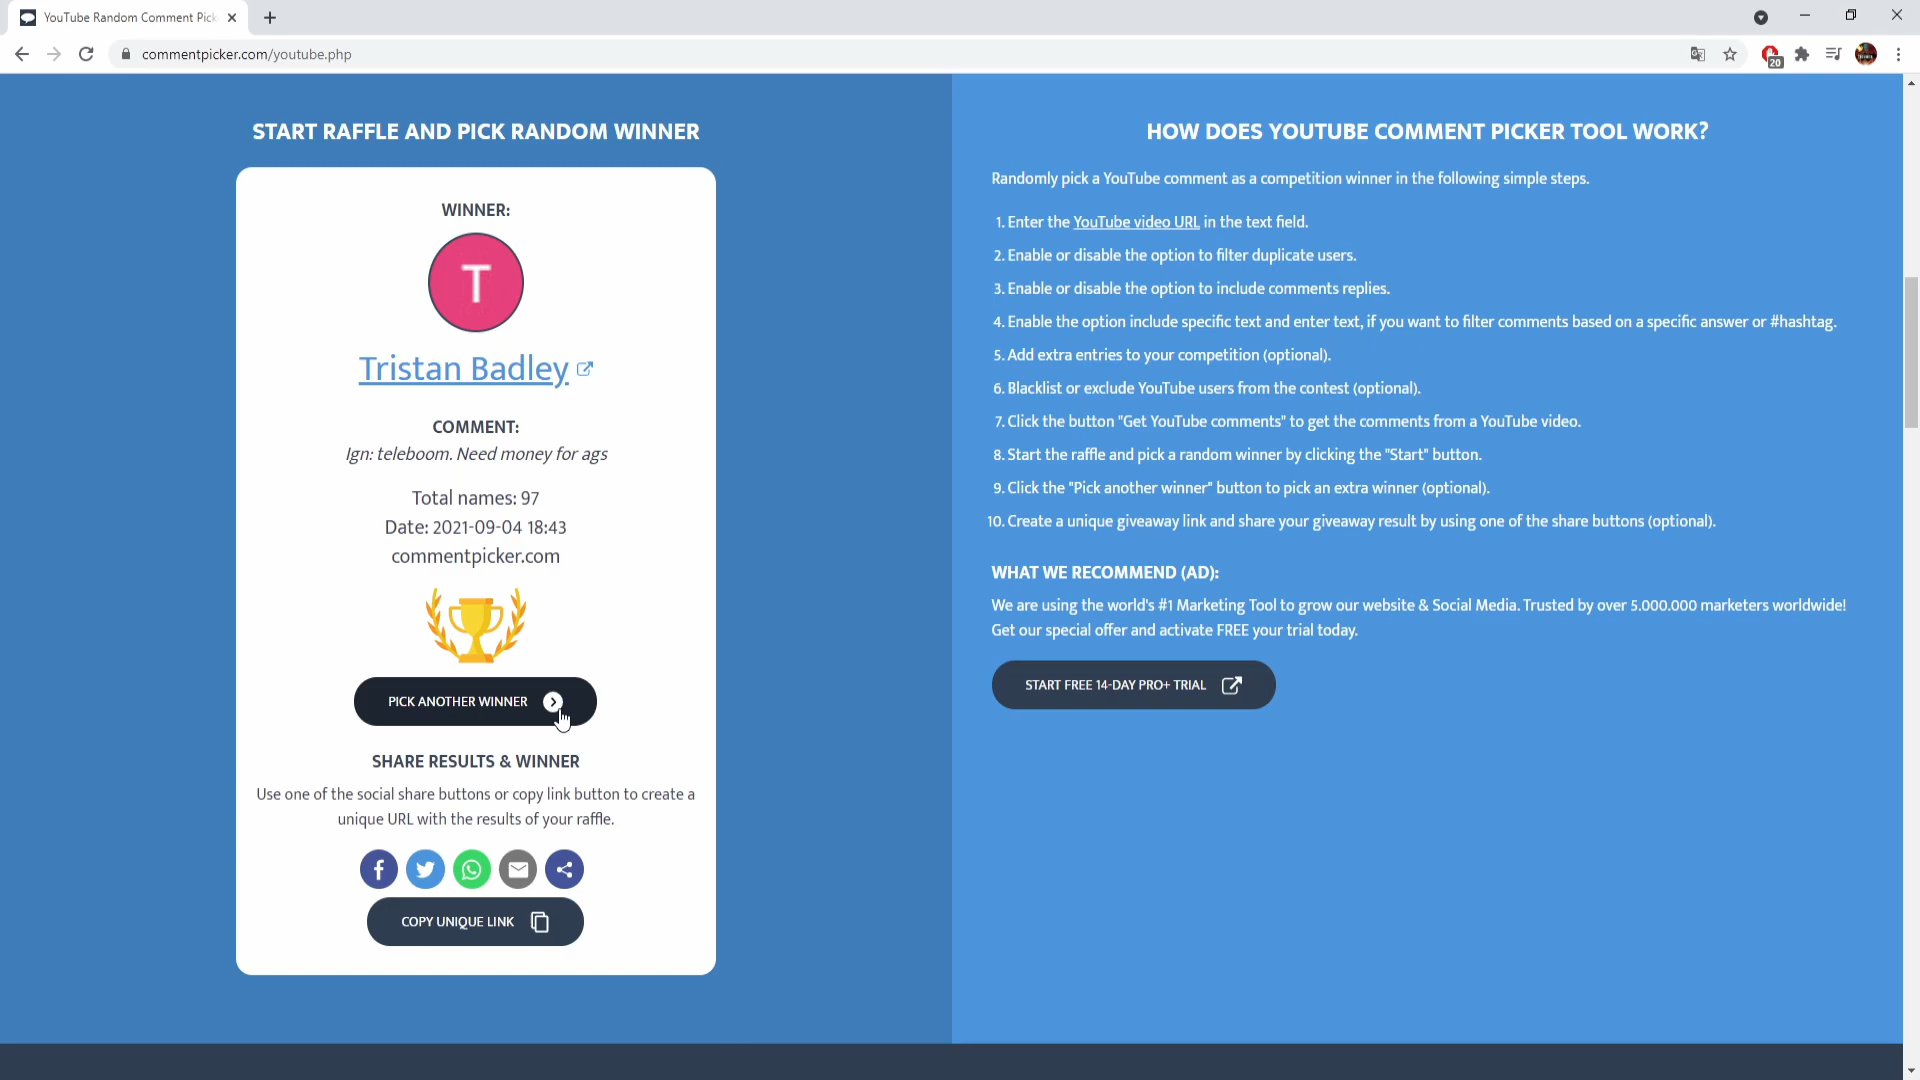 YouTube Random Comment Pick
commentpicker.com/youtube.php
20
START RAFFLE AND PICK RANDOM WINNER
WINNER:
T
Tristan Badley
COMMENT:
Ign: teleboom. Need money for ags
Total names: 97
Date: 2021-09-04 18:43
commentpicker.com
PICK ANOTHER WINNER
SHARE RESULTS & WINNER
Use one of the social share buttons or copy link button to create a
unique URL with the results of your raffle.
COPY UNIQUE LINK
HOW DOES YOUTUBE COMMENT PICKER TOOL WORK?
Randomly pick a YouTube comment as a competition winner in the following simple steps.
1. Enter the YouTube video URL in the text field.
2. Enable or disable the option to filter duplicate users.
3. Enable or disable the option to include comments replies.
4. Enable the option include specific text and enter text, if you want to filter comments based on a specific answer or #hashtag.
5. Add extra entries to your competition (optional).
6. Blacklist or exclude YouTube users from the contest (optional).
7. Click the button "Get YouTube comments" to get the comments from a YouTube video.
8. Start the raffle and pick a random winner by clicking the "Start" button.
9. Click the "Pick another winner" button to pick an extra winner (optional).
10. Create a unique giveaway link and share your giveaway result by using one of the share buttons (optional).
WHAT WE RECOMMEND (AD):
We are using the world's #1 Marketing Tool to grow our website & Social Media. Trusted by over 5.000.000 marketers worldwide!
Get our special offer and activate FREE your trial today.
START FREE 14-DAY PRO+ TRIAL